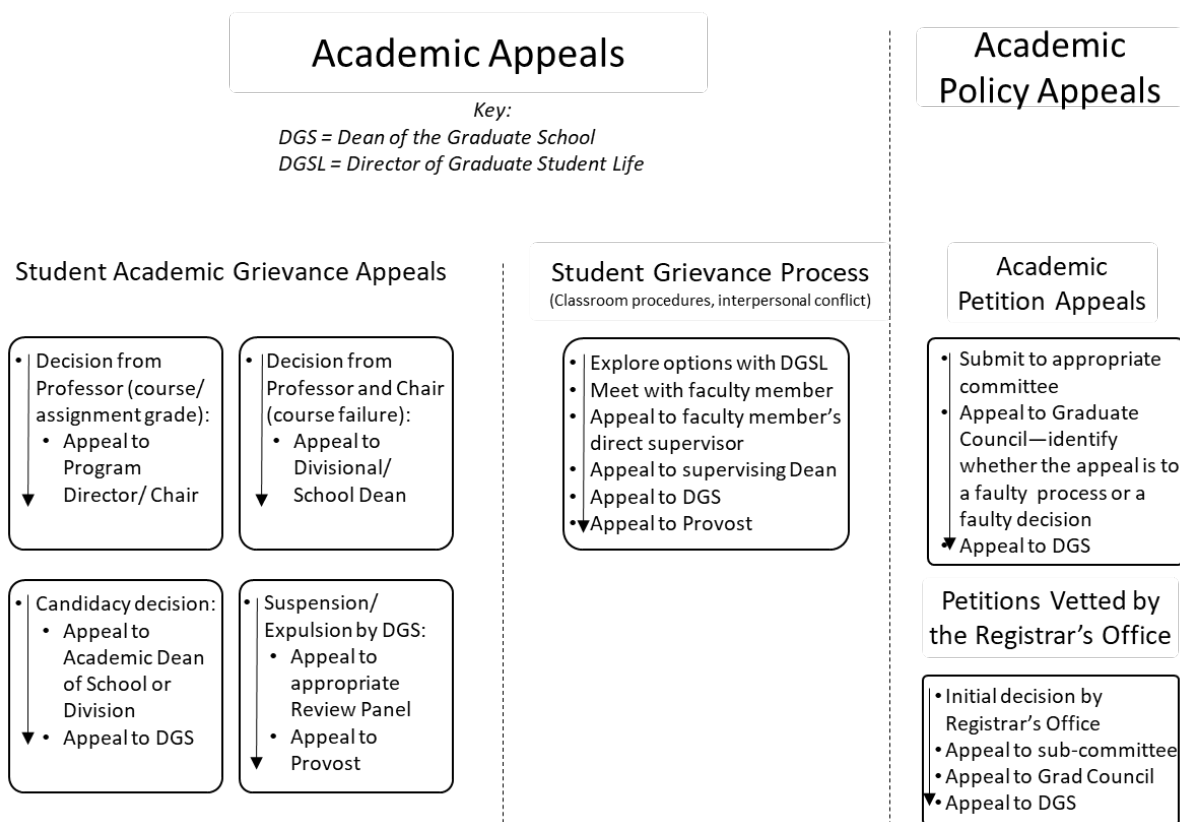 Academic Appeals
Key:
DGS = Dean of the Graduate School
DGSL = Director of Graduate Student Life
Student Academic Grievance Appeals
• Decision from
Professor (course/
assignment grade):
• Appeal to
Program
Director/ Chair
• Decision from
Professor and Chair
(course failure):
• Appeal to
Divisional/
School Dean
• Candidacy decision:
• Appeal to
Academic Dean
of School or
Division
• Appeal to DGS
• Suspension/
Expulsion by DGS:
• Appeal to
appropriate
Review Panel
• Appeal to
Provost
Student Grievance Process
(Classroom procedures, interpersonal conflict)
• Explore options with DGSL
• Meet with faculty member
• Appeal to faculty member's
direct supervisor
• Appeal to supervising Dean
• Appeal to DGS
• Appeal to Provost
Academic
Policy Appeals
Academic
Petition Appeals
• Submit to appropriate
committee
• Appeal to Graduate
Council—identify
whether the appeal is to
a faulty process or a
faulty decision
• Appeal to DGS
Petitions Vetted by
the Registrar's Office
• Initial decision by
Registrar's Office
• Appeal to sub-committee
• Appeal to Grad Council
• Appeal to DGS